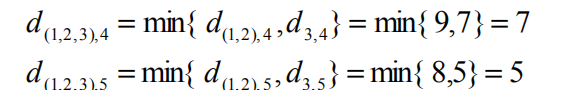 d(1,2,3),4 = min{ d(1,2),4 ,d3,4} = min{ 9,7} = 7
d(1,2,3),5 = min{ d(1,2),5 , d3,5} = min{ 8,5} = 5